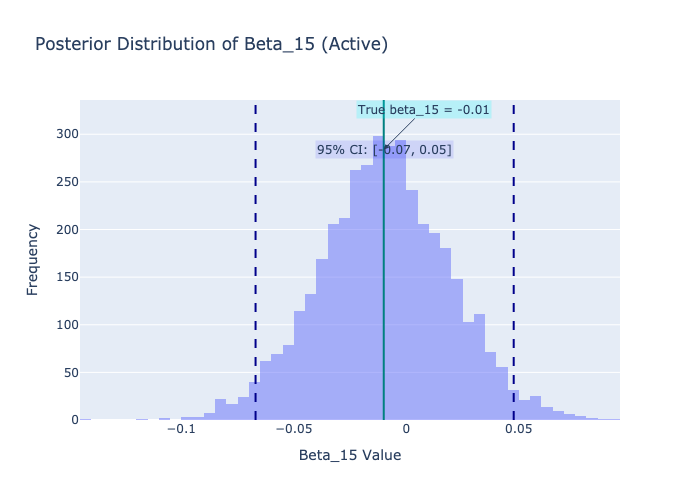 Posterior Distribution of Beta_15 (Active)
True beta_15 = -0.01
95% CI: [-0.07, 0.05]
300
250
200
150
100
50
0
Frequency
−0.1
−0.05
0
0.05
Beta_15 Value